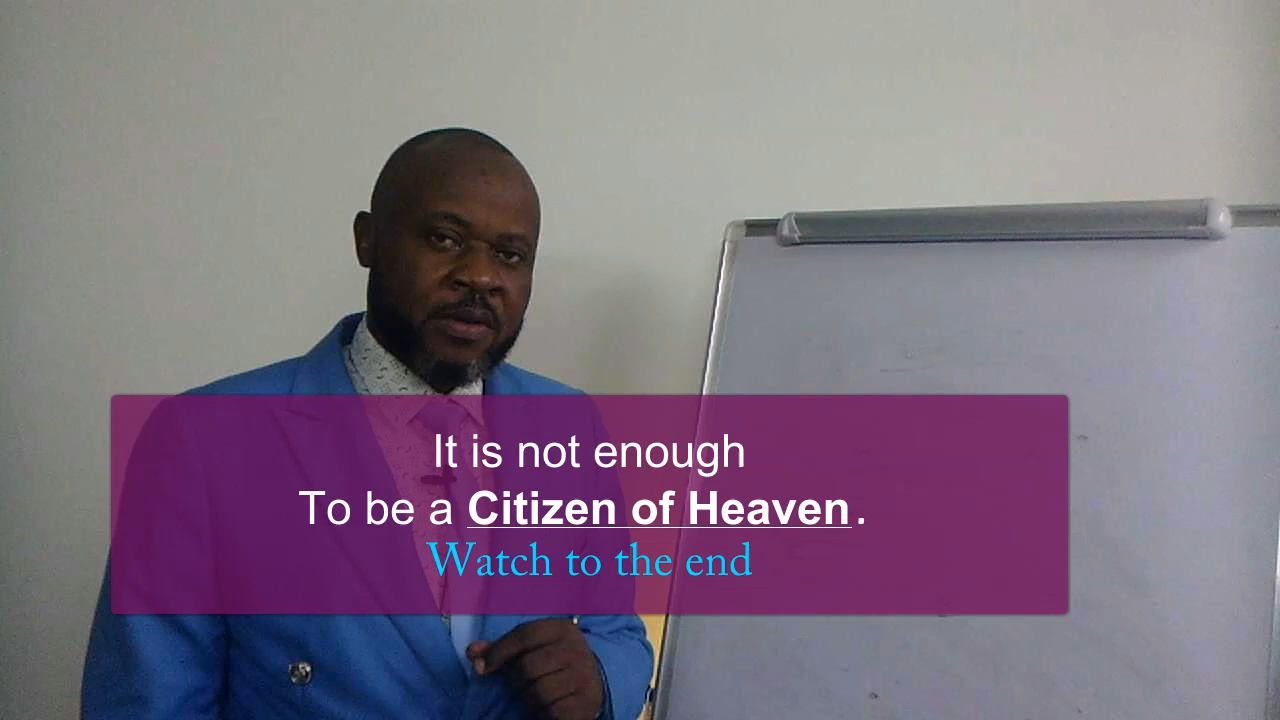 It is not enough
To be a Citizen of Heaven.
Watch to the end